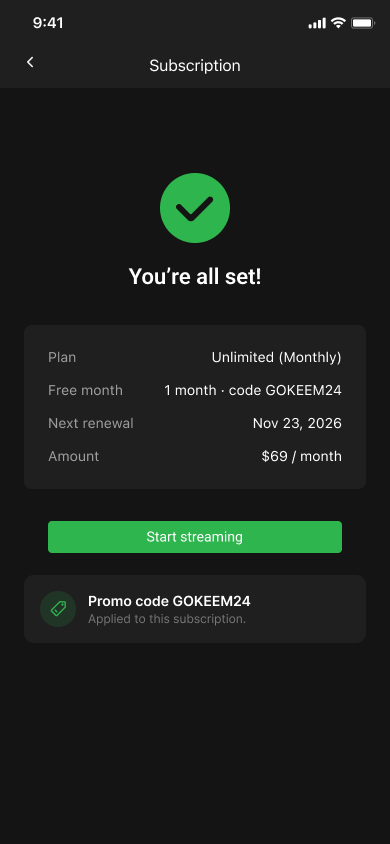 9:41
Subscription
You’re all set!
Plan Unlimited (Monthly)
Free month 1 month · code GOKEEM24
Next renewal Nov 23, 2026
Amount $69 / month
Start streaming
Promo code GOKEEM24
Applied to this subscription.